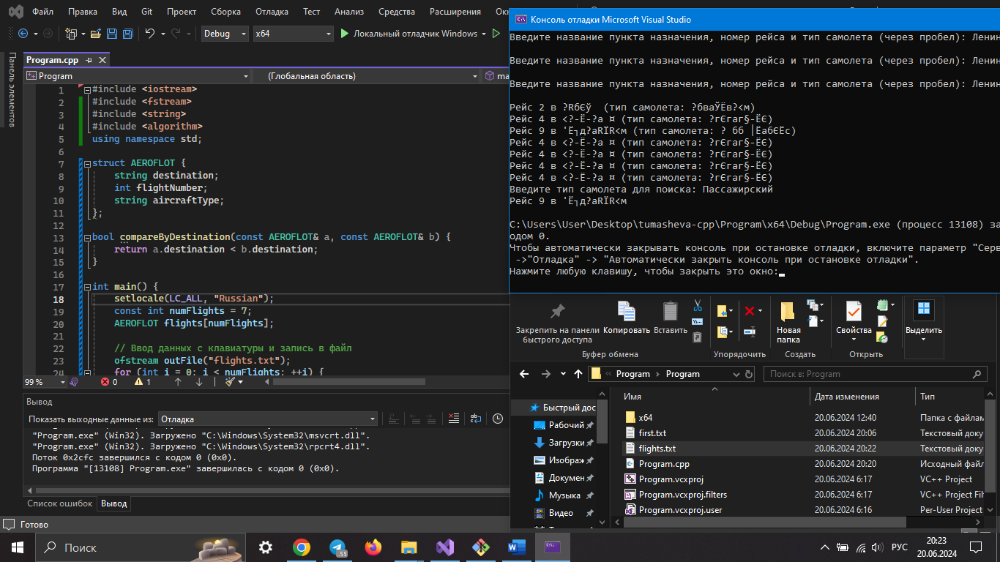 Файл Правка Вид Git Проект Сборка Отладка Тест Анализ Средства Расширения
Debug x64 Локальный отладчик Windows
Панель элементов
Program.cpp
Program (Глобальная область)
1 #include <iostream>
2 #include <fstream>
3 #include <string>
4 #include <algorithm>
5 using namespace std;
6
7 struct AEROFLOT {
8 string destination;
9 int flightNumber;
10 string aircraftType;
11 };
12
13 bool compareByDestination(const AEROFLOT& a, const AEROFLOT& b) {
14 return a.destination < b.destination;
15 }
16
17 int main() {
18 setlocale(LC_ALL, "Russian");
19 const int numFlights = 7;
20 AEROFLOT flights[numFlights];
21
22 // Ввод данных с клавиатуры и запись в файл
23 ofstream outFile("flights.txt");
24 for (int i = 0; i < numFlights; ++i) {
99 % 0 1
Вывод
Показать выходные данные из: Отладка
"Program.exe" (Win32). Загружено "C:\Windows\System32\msvcrt.dll".
"Program.exe" (Win32). Загружено "C:\Windows\System32\rpcrt4.dll".
Поток 0x2cfc завершился с кодом 0 (0x0).
Программа "[13108] Program.exe" завершилась с кодом 0 (0x0).
Список ошибок Вывод
Готово
Консоль отладки Microsoft Visual Studio
Введите название пункта назначения, номер рейса и тип самолета (через пробел): Ленин
Введите название пункта назначения, номер рейса и тип самолета (через пробел): Ленин
Введите название пункта назначения, номер рейса и тип самолета (через пробел): Ленин
Рейс 2 в ?RбЄў (тип самолета: ?бваЎЁв?<м)
Рейс 4 в <?-Ё-?а ¤ (тип самолета: ?гЄгаг§-ЁЄ)
Рейс 9 в 'Ё┐д?аRЇR<м (тип самолета: ? бб ¦ЁабЄЁс)
Рейс 4 в <?-Ё-?а ¤ (тип самолета: ?гЄгаг§-ЁЄ)
Рейс 4 в <?-Ё-?а ¤ (тип самолета: ?гЄгаг§-ЁЄ)
Рейс 4 в <?-Ё-?а ¤ (тип самолета: ?гЄгаг§-ЁЄ)
Рейс 4 в <?-Ё-?а ¤ (тип самолета: ?гЄгаг§-ЁЄ)
Введите тип самолета для поиска: Пассажирский
Рейс 9 в 'Ё┐д?аRЇR<м
C:\Users\User\Desktop\tumasheva-cpp\Program\x64\Debug\Program.exe (процесс 13108) за
одом 0.
Чтобы автоматически закрывать консоль при остановке отладки, включите параметр "Серв
->"Отладка" -> "Автоматически закрыть консоль при остановке отладки".
Нажмите любую клавишу, чтобы закрыть это окно:
Закрепить на панели быстрого доступа Копировать Вставить Новая папка Свойства Выделить
Буфер обмена Упорядочить Создать Открыть
Program Program Поиск в: Program
Имя Дата изменения Тип
Быстрый дос
Рабочий
Загрузки
Изображ
Докумен
Музыка
Видео
x64 20.06.2024 12:40 Папка с файлам
first.txt 20.06.2024 20:06 Текстовый доку
flights.txt 20.06.2024 20:22 Текстовый доку
Program.cpp 20.06.2024 20:20 Исходный файл
Program.vcxproj 20.06.2024 6:17 VC++ Project
Program.vcxproj.filters 20.06.2024 6:17 VC++ Project Fil
Program.vcxproj.user 20.06.2024 6:16 Per-User Project
Поиск 55 РУС 20:23
20.06.2024